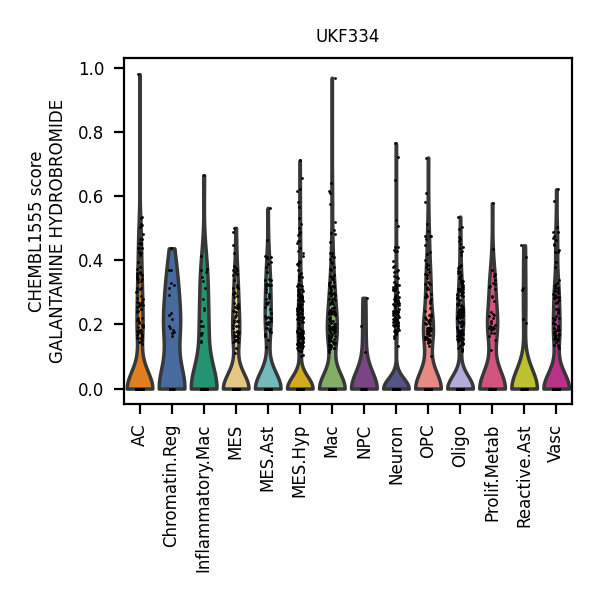 UKF334
CHEMBL1555 score
GALANTAMINE HYDROBROMIDE
1.0
0.8
0.6
0.4
0.2
0.0
AC
Chromatin.Reg
Inflammatory.Mac
MES
MES.Ast
MES.Hyp
Mac
NPC
Neuron
OPC
Oligo
Prolif.Metab
Reactive.Ast
Vasc